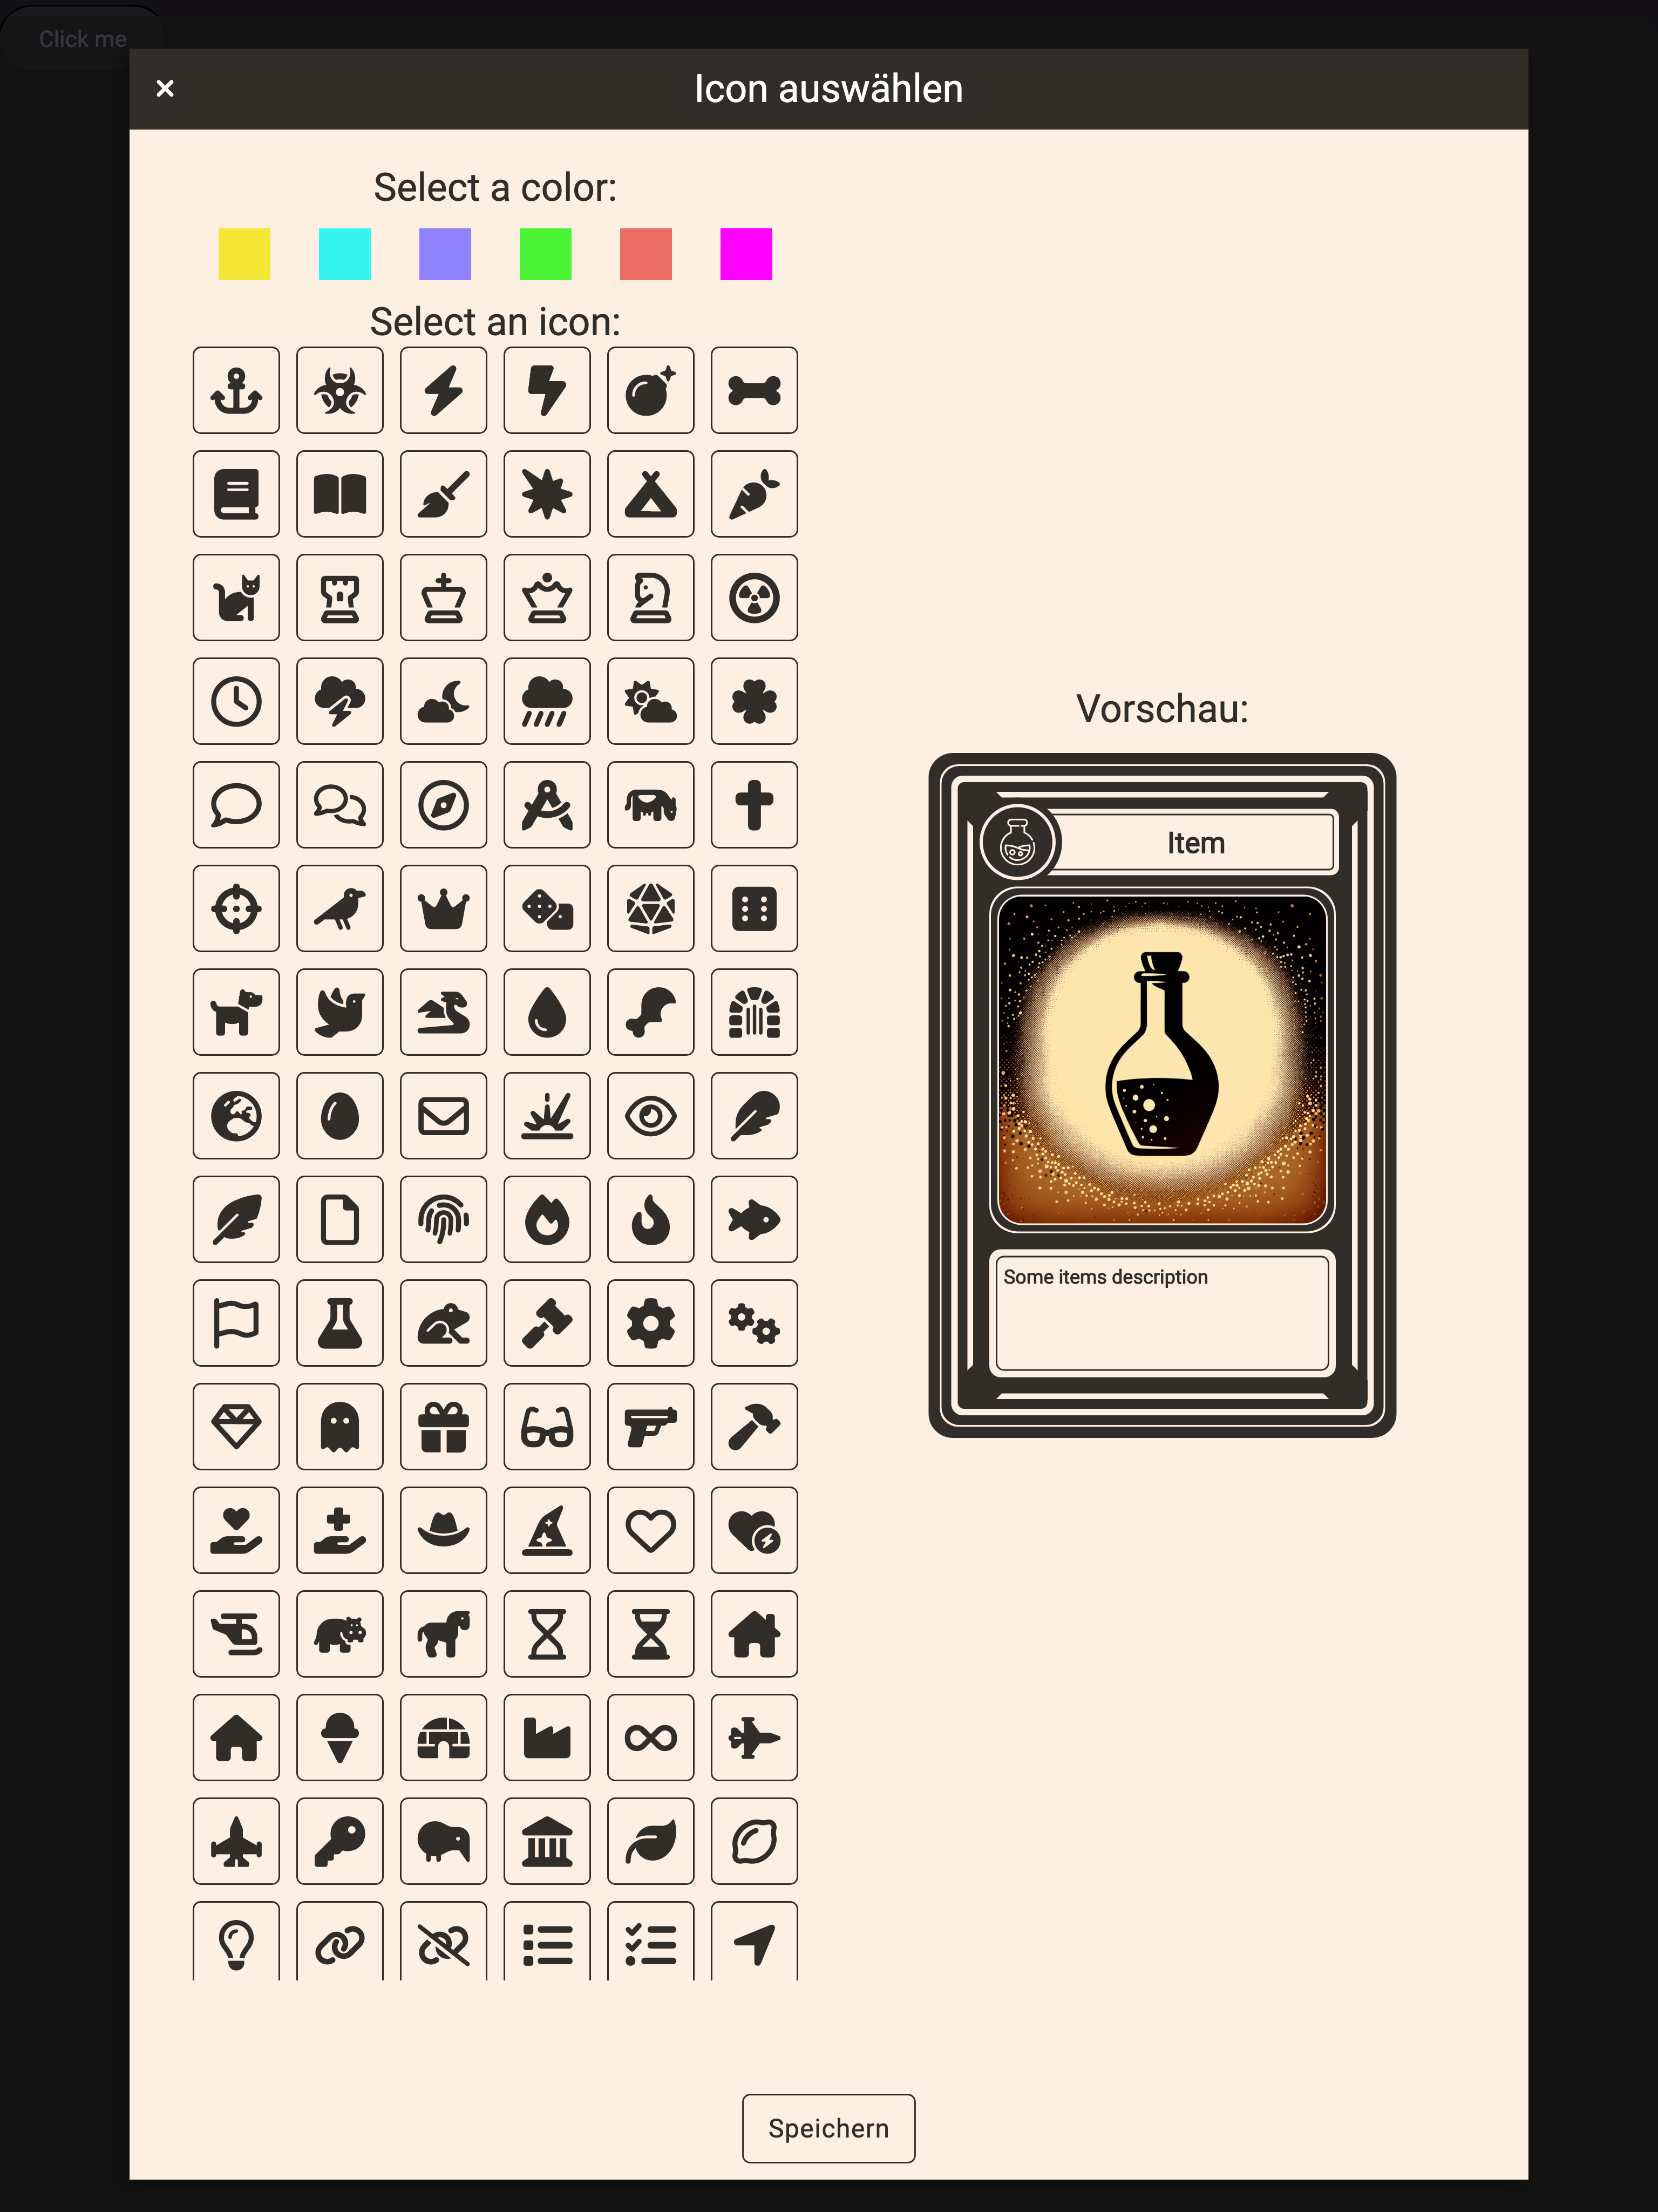 Click me
Icon auswählen
Select a color:
Select an icon:
Vorschau:
Item
Some items description
Speichern